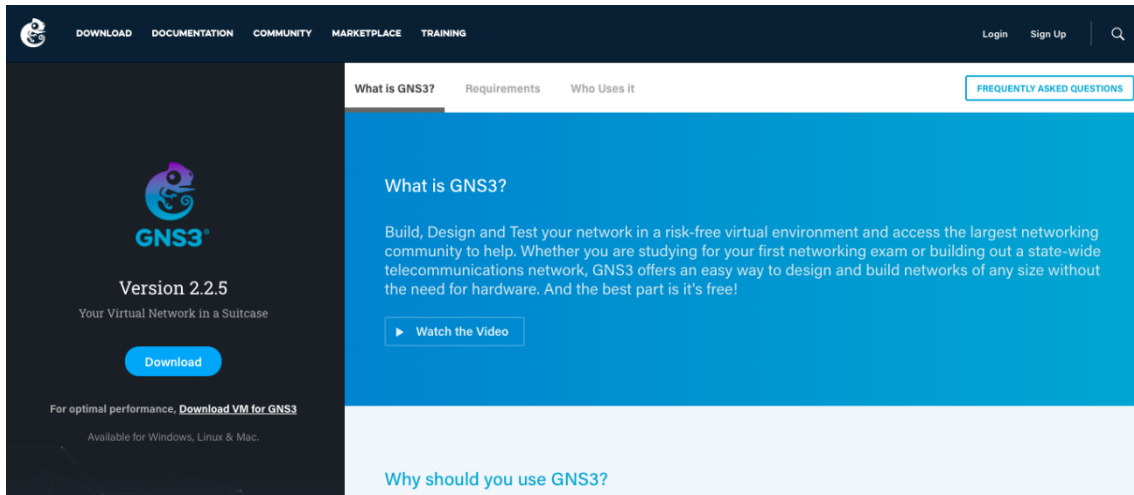 DOWNLOAD DOCUMENTATION COMMUNITY MARKETPLACE TRAINING Login Sign Up
What is GNS3? Requirements Who Uses it FREQUENTLY ASKED QUESTIONS
GNS3®
Version 2.2.5
Your Virtual Network in a Suitcase
Download
For optimal performance, Download VM for GNS3
Available for Windows, Linux & Mac.
What is GNS3?
Build, Design and Test your network in a risk-free virtual environment and access the largest networking
community to help. Whether you are studying for your first networking exam or building out a state-wide
telecommunications network, GNS3 offers an easy way to design and build networks of any size without
the need for hardware. And the best part is it's free!
Watch the Video
Why should you use GNS3?